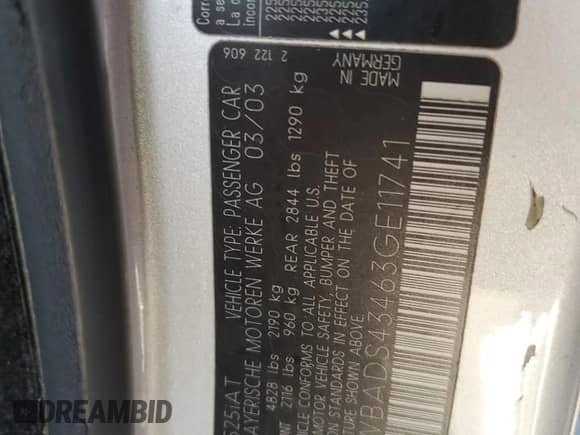 MADE IN
GERMANY
2 122 606
525iAT
VEHICLE TYPE: PASSENGER CAR
BAYERISCHE MOTOREN WERKE AG 03/03
4828 lbs 2190 kg
2116 lbs 960 kg REAR 2844 lbs 1290 kg
VEHICLE CONFORMS TO ALL APPLICABLE U.S.
MOTOR VEHICLE SAFETY, BUMPER AND THEFT
STANDARDS IN EFFECT ON THE DATE OF
SHOWN ABOVE.
WBADS43463GE11741
DREAMBID